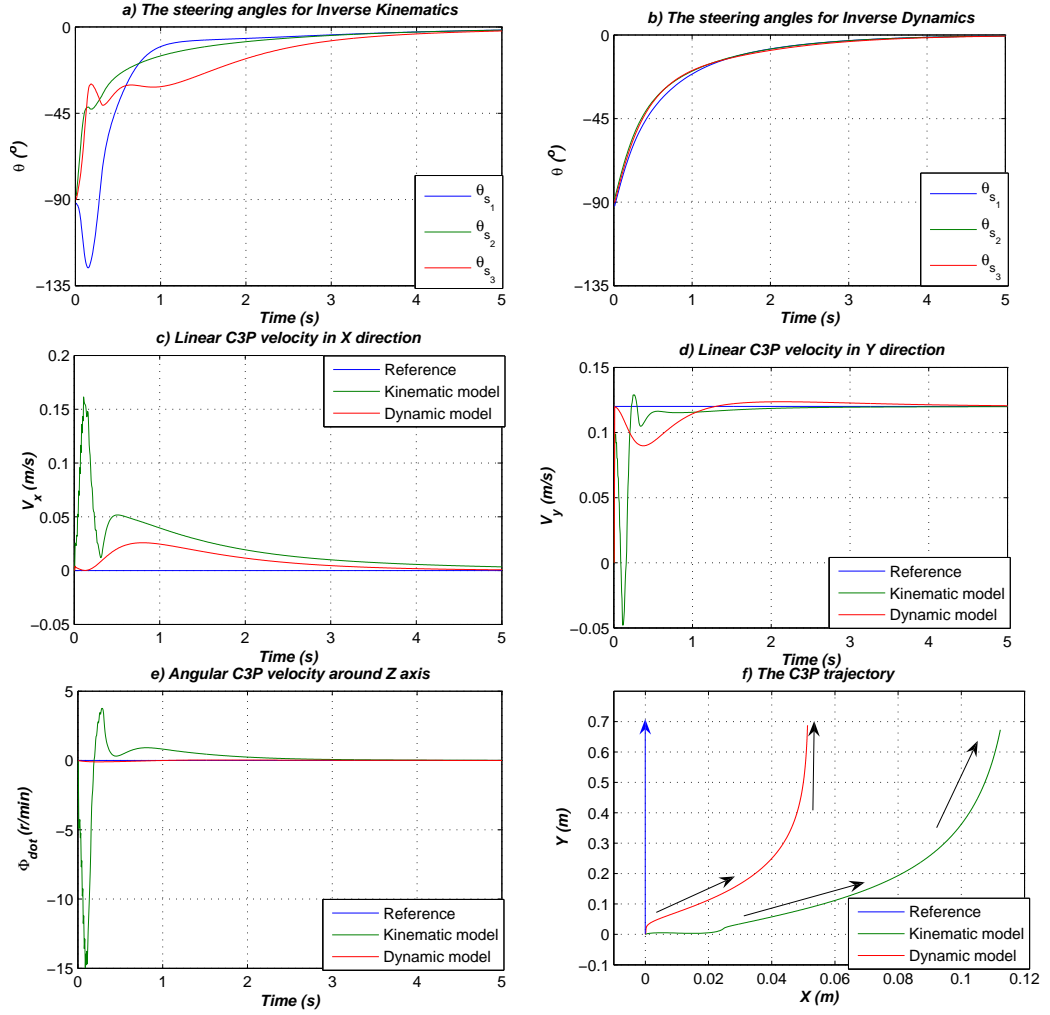 a) The steering angles for Inverse Kinematics
0
−45
−90
−135
θ (º)
0 1 2 3 4 5
Time (s)
θs1
θs2
θs3
b) The steering angles for Inverse Dynamics
0
−45
−90
−135
θ (º)
0 1 2 3 4 5
Time (s)
θs1
θs2
θs3
c) Linear C3P velocity in X direction
0.2
0.15
0.1
0.05
0
−0.05
V_x (m/s)
0 1 2 3 4 5
Time (s)
Reference
Kinematic model
Dynamic model
d) Linear C3P velocity in Y direction
0.15
0.1
0.05
0
−0.05
V_y (m/s)
0 1 2 3 4 5
Time (s)
Reference
Kinematic model
Dynamic model
e) Angular C3P velocity around Z axis
5
0
−5
−10
−15
Φ_dot (r/min)
0 1 2 3 4 5
Time (s)
Reference
Kinematic model
Dynamic model
f) The C3P trajectory
0.7
0.6
0.5
0.4
0.3
0.2
0.1
0
−0.1
Y (m)
0 0.02 0.04 0.06 0.08 0.1 0.12
X (m)
Reference
Kinematic model
Dynamic model